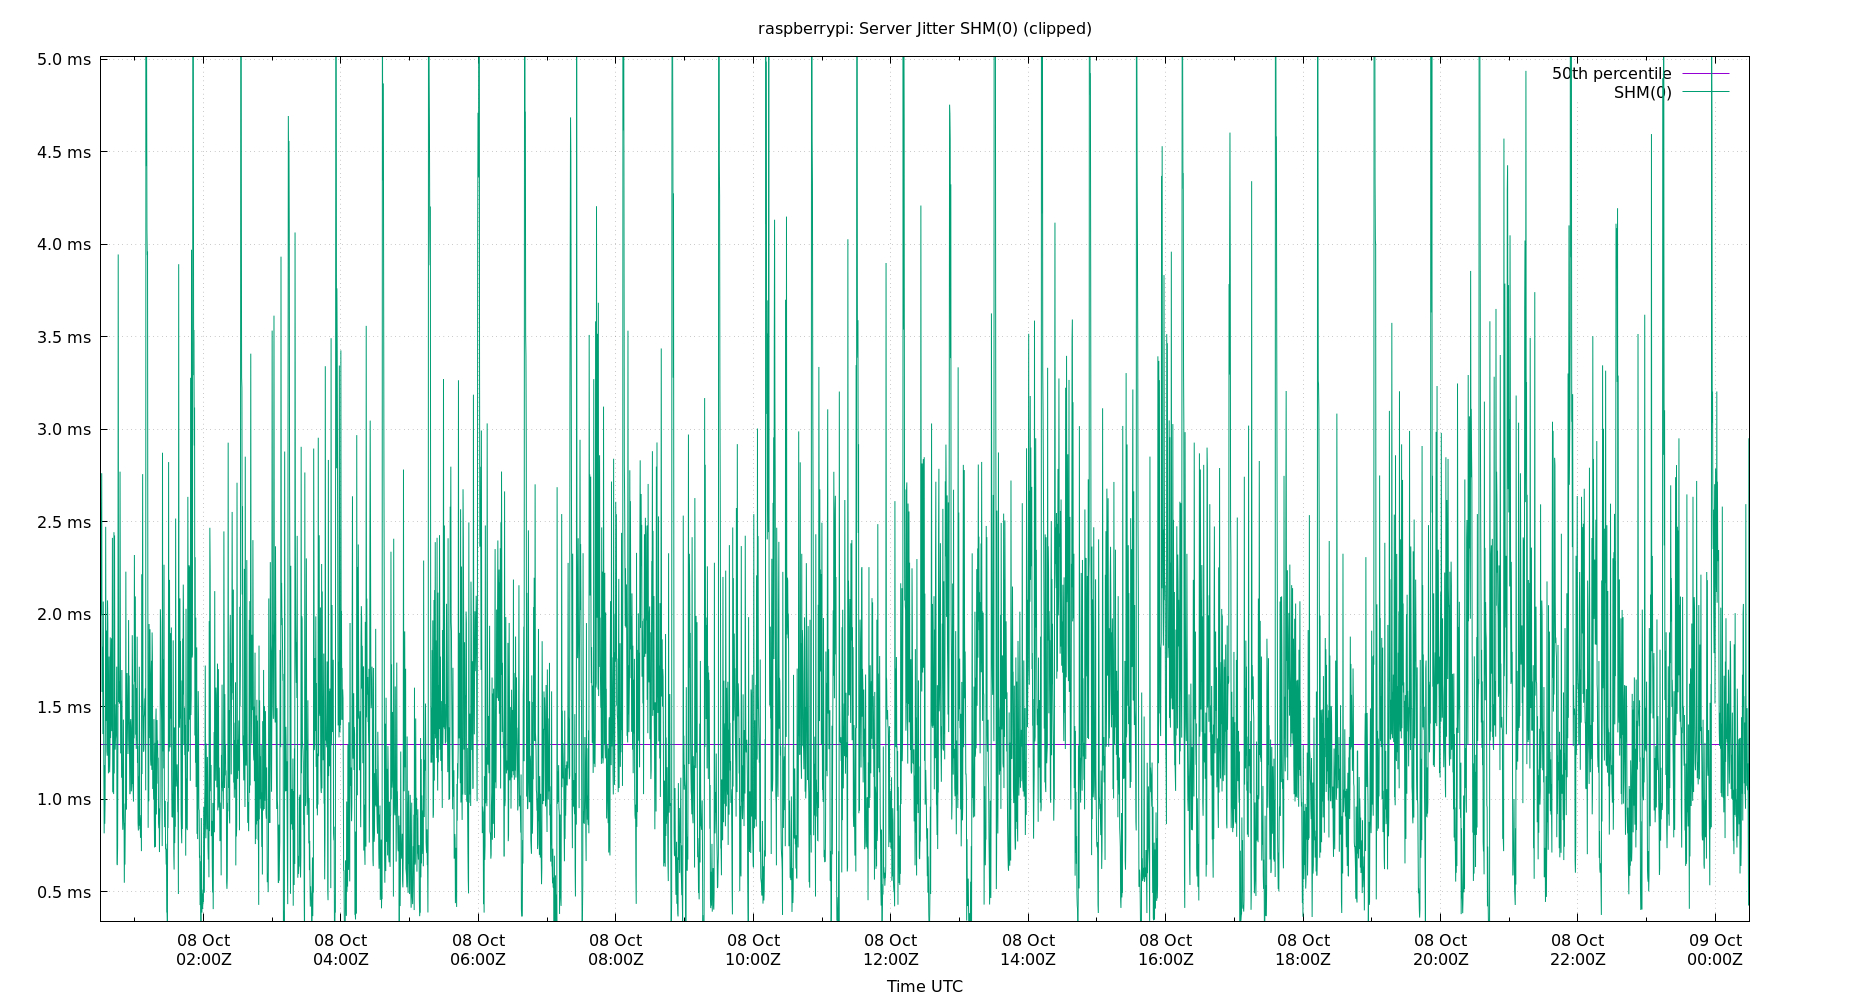 raspberrypi: Server Jitter SHM(0) (clipped)
5.0 ms
50th percentile
SHM(0)
4.5 ms
4.0 ms
3.5 ms
3.0 ms
2.5 ms
2.0 ms
1.5 ms
1.0 ms
0.5 ms
08 Oct 08 Oct 08 Oct 08 Oct 08 Oct 08 Oct 08 Oct 08 Oct 08 Oct 08 Oct 08 Oct 09 Oct
02:00Z 04:00Z 06:00Z 08:00Z 10:00Z 12:00Z 14:00Z 16:00Z 18:00Z 20:00Z 22:00Z 00:00Z
Time UTC